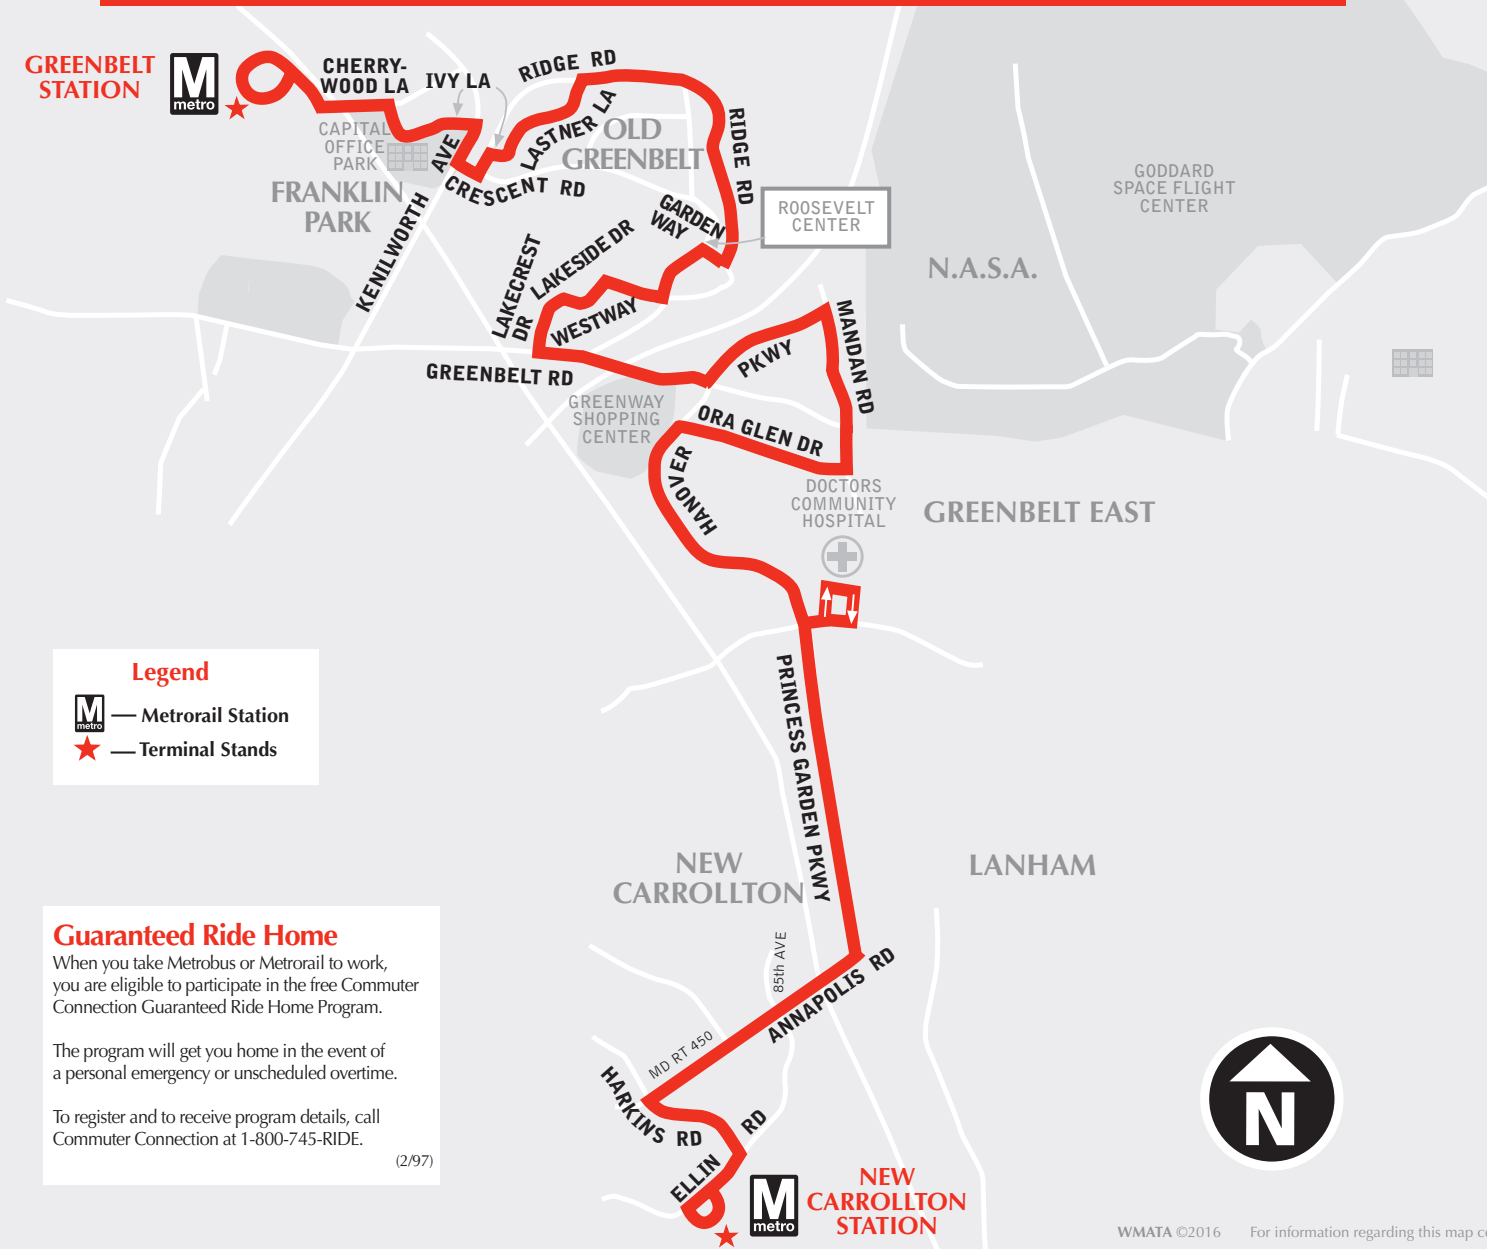 GREENBELT
STATION
M
metro
CHERRY-
WOOD LA
IVY LA
RIDGE RD
LASTNER LA
OLD
GREENBELT
RIDGE RD
CAPITAL
OFFICE
PARK
AVE
CRESCENT RD
FRANKLIN
PARK
KENILWORTH
GARDEN
WAY
ROOSEVELT
CENTER
GODDARD
SPACE FLIGHT
CENTER
N.A.S.A.
LAKECREST
DR
LAKESIDE DR
WESTWAY
GREENBELT RD
PKWY
MANDAN RD
GREENWAY
SHOPPING
CENTER
ORA GLEN DR
HANOVER
DOCTORS
COMMUNITY
HOSPITAL
GREENBELT EAST
PRINCESS GARDEN PKWY
Legend
M
metro
— Metrorail Station
— Terminal Stands
NEW
CARROLLTON
LANHAM
Guaranteed Ride Home
When you take Metrobus or Metrorail to work,
you are eligible to participate in the free Commuter
Connection Guaranteed Ride Home Program.
The program will get you home in the event of
a personal emergency or unscheduled overtime.
To register and to receive program details, call
Commuter Connection at 1-800-745-RIDE.
(2/97)
85th AVE
ANNAPOLIS RD
MD RT 450
HARKINS RD
ELLIN RD
M
metro
NEW
CARROLLTON
STATION
N
WMATA ©2016 For information regarding this map